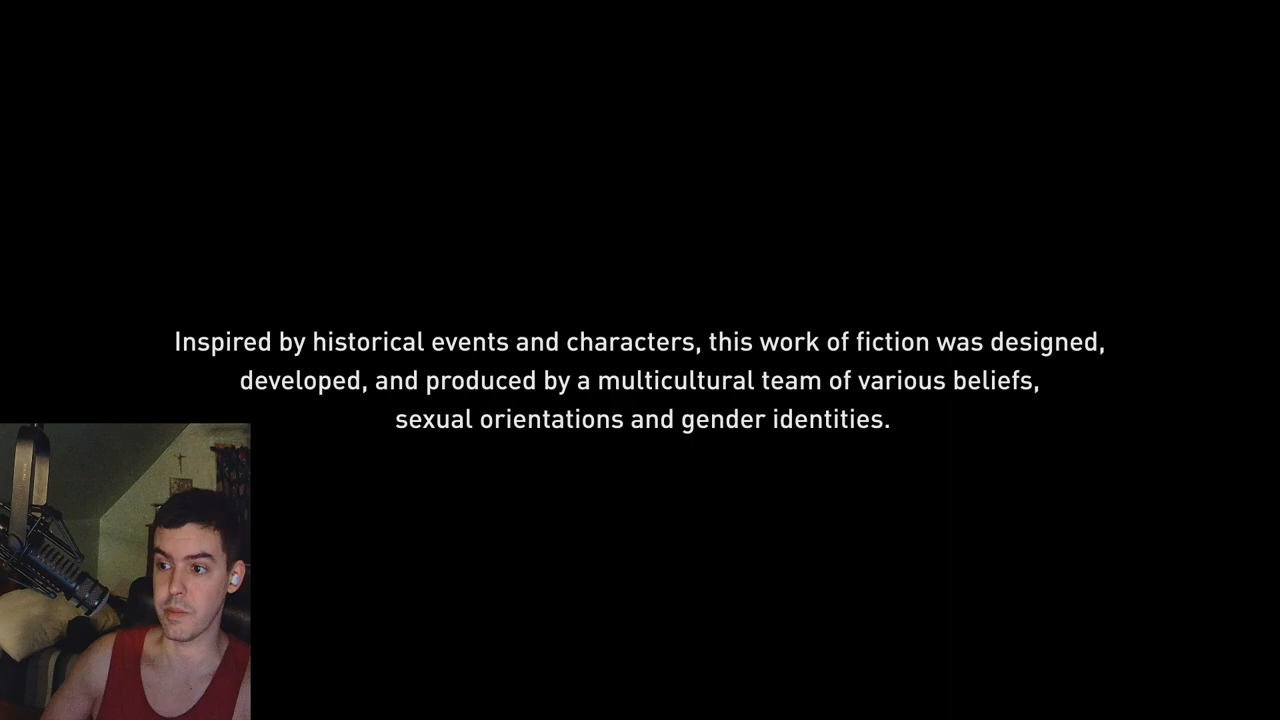 Inspired by historical events and characters, this work of fiction was designed,
developed, and produced by a multicultural team of various beliefs,
sexual orientations and gender identities.